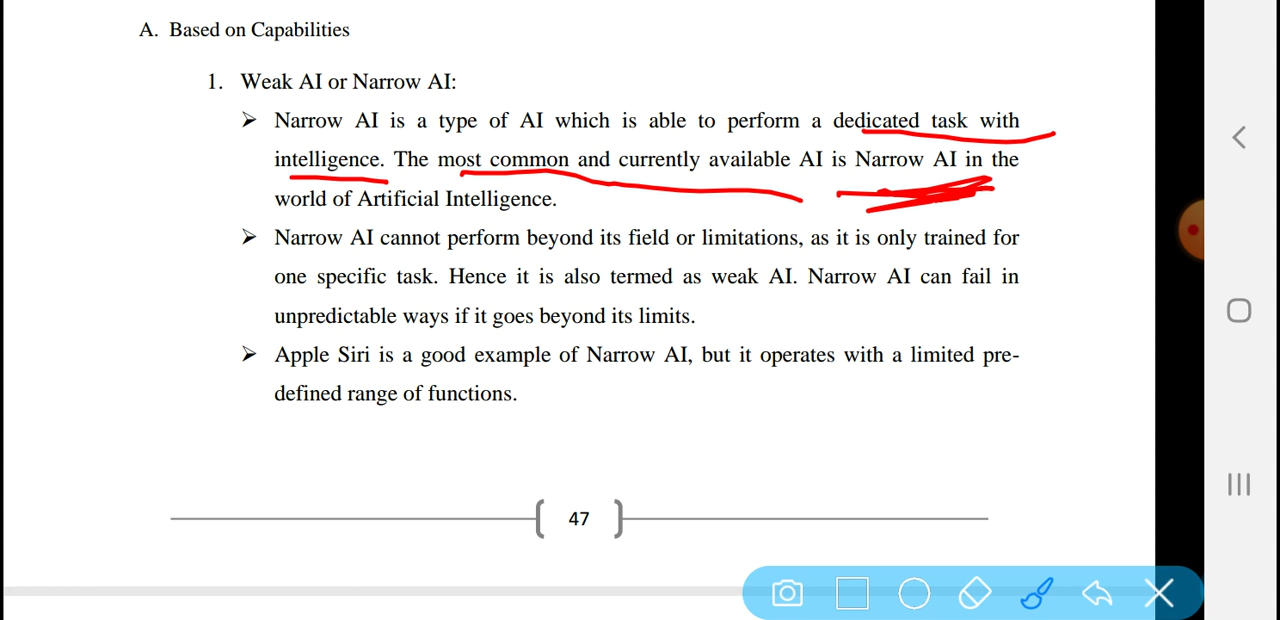 A. Based on Capabilities
1. Weak AI or Narrow AI:
➢ Narrow AI is a type of AI which is able to perform a dedicated task with
intelligence. The most common and currently available AI is Narrow AI in the
world of Artificial Intelligence.
➢ Narrow AI cannot perform beyond its field or limitations, as it is only trained for
one specific task. Hence it is also termed as weak AI. Narrow AI can fail in
unpredictable ways if it goes beyond its limits.
➢ Apple Siri is a good example of Narrow AI, but it operates with a limited pre-
defined range of functions.
47